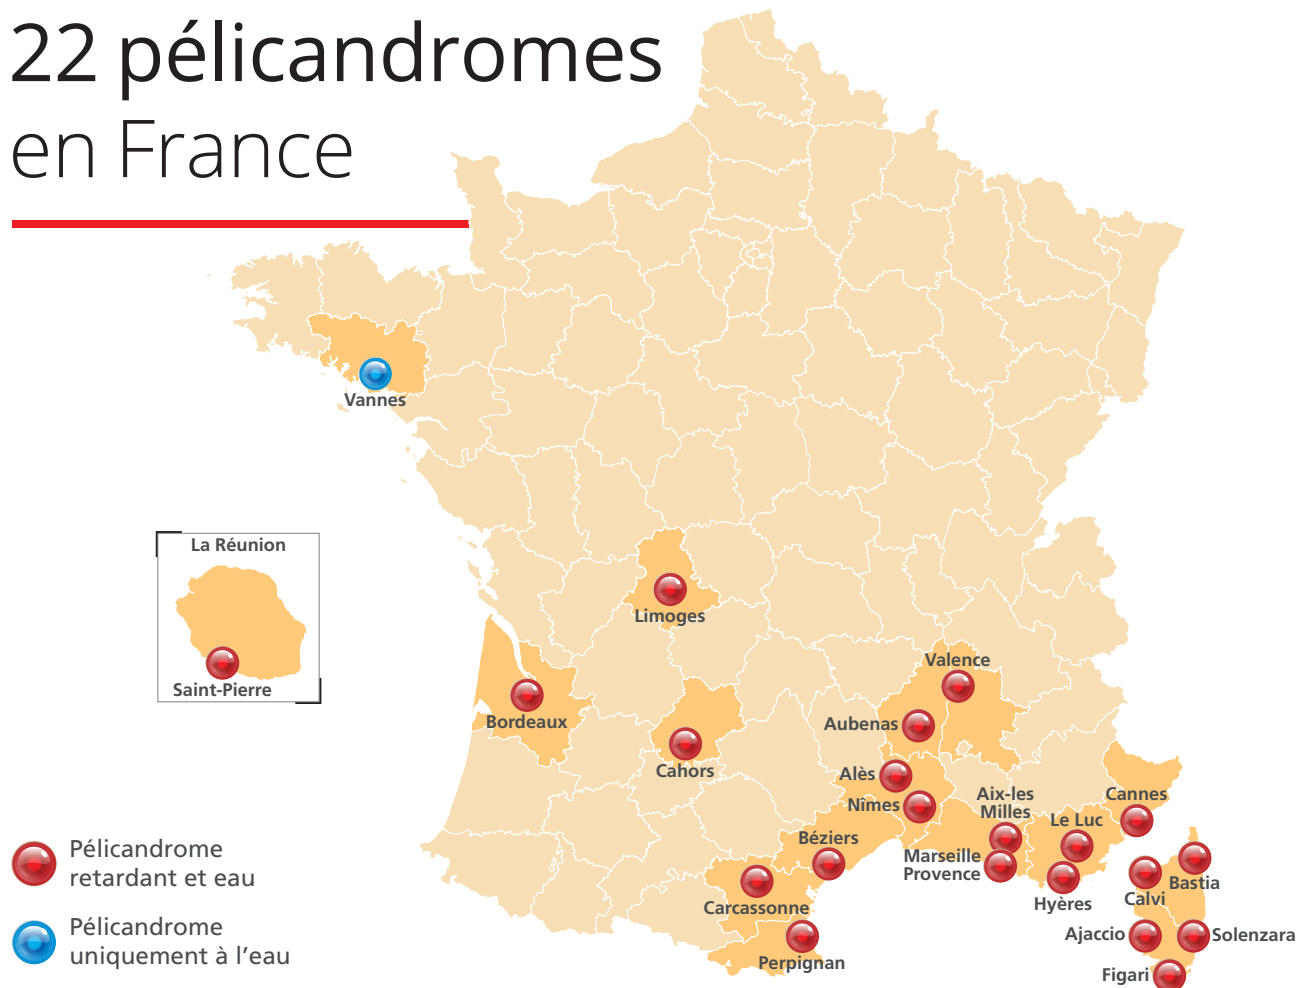 22 pélicandromes
en France
Vannes
La Réunion
Saint-Pierre
Limoges
Bordeaux
Cahors
Valence
Aubenas
Alès
Nîmes
Aix-les
Milles
Cannes
Le Luc
Béziers
Marseille
Provence
Hyères
Carcassonne
Perpignan
Calvi
Bastia
Ajaccio
Solenzara
Figari
Pélicandrome
retardant et eau
Pélicandrome
uniquement à l'eau